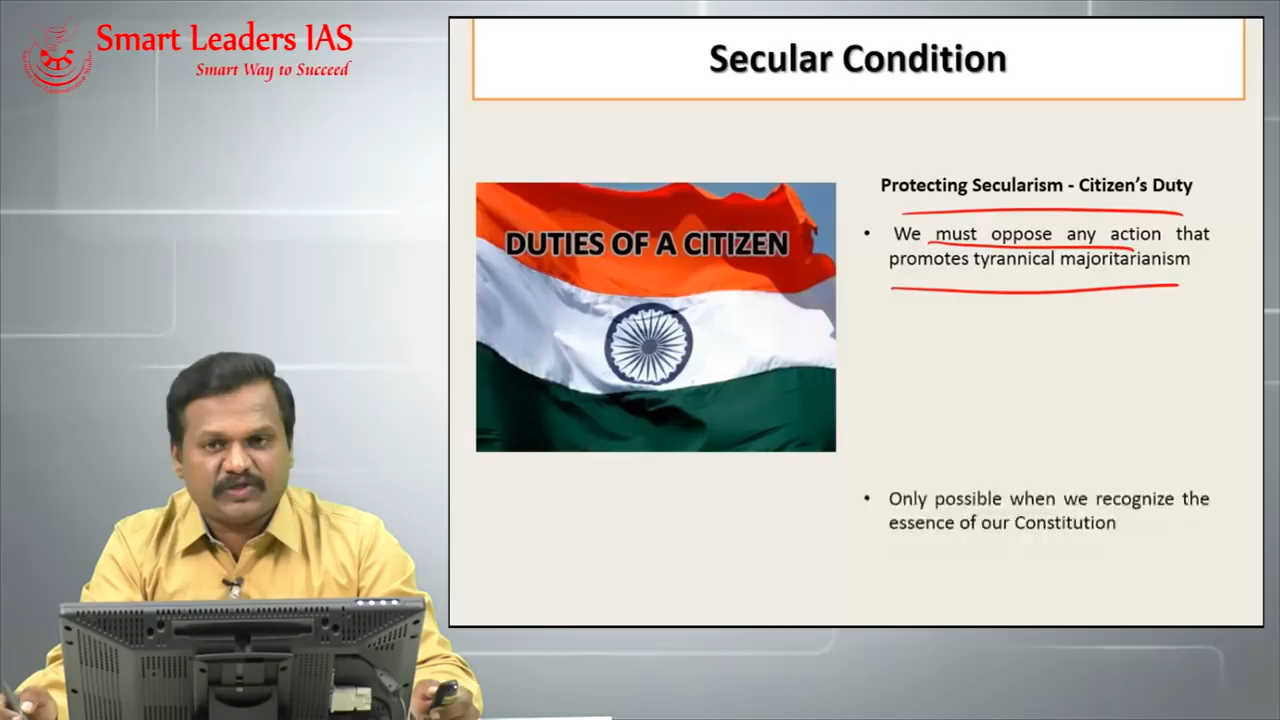 Smart Leaders IAS
Smart Way to Succeed
Secular Condition
DUTIES OF A CITIZEN
Protecting Secularism - Citizen's Duty
• We must oppose any action that
promotes tyrannical majoritarianism
• Only possible when we recognize the
essence of our Constitution